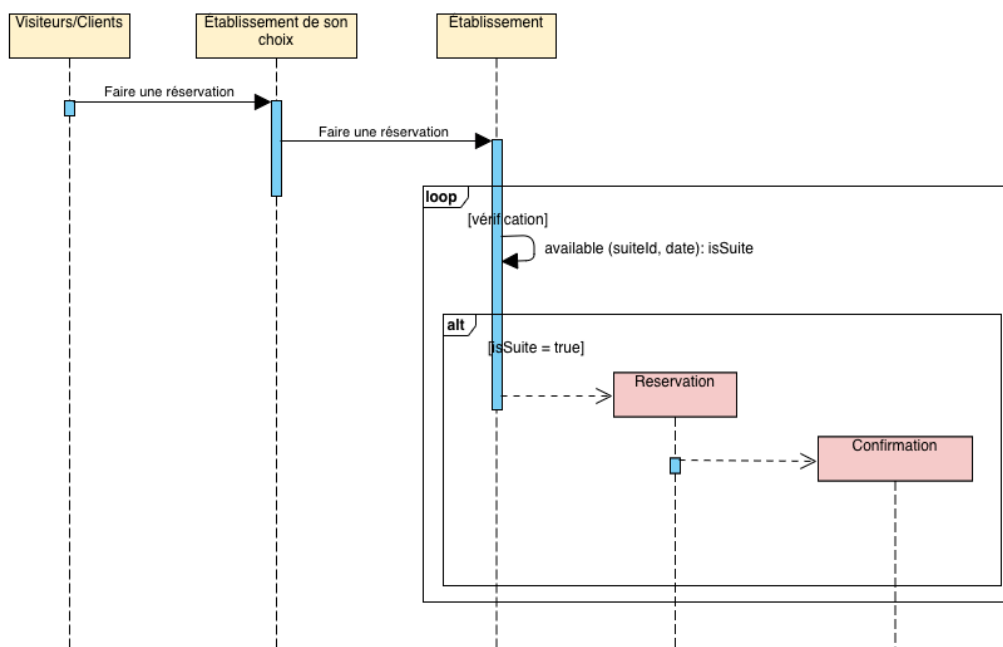 Visiteurs/Clients
Établissement de son
choix
Établissement
Faire une réservation
Faire une réservation
loop
[vérification]
available (suiteId, date): isSuite
alt
[isSuite = true]
Reservation
Confirmation